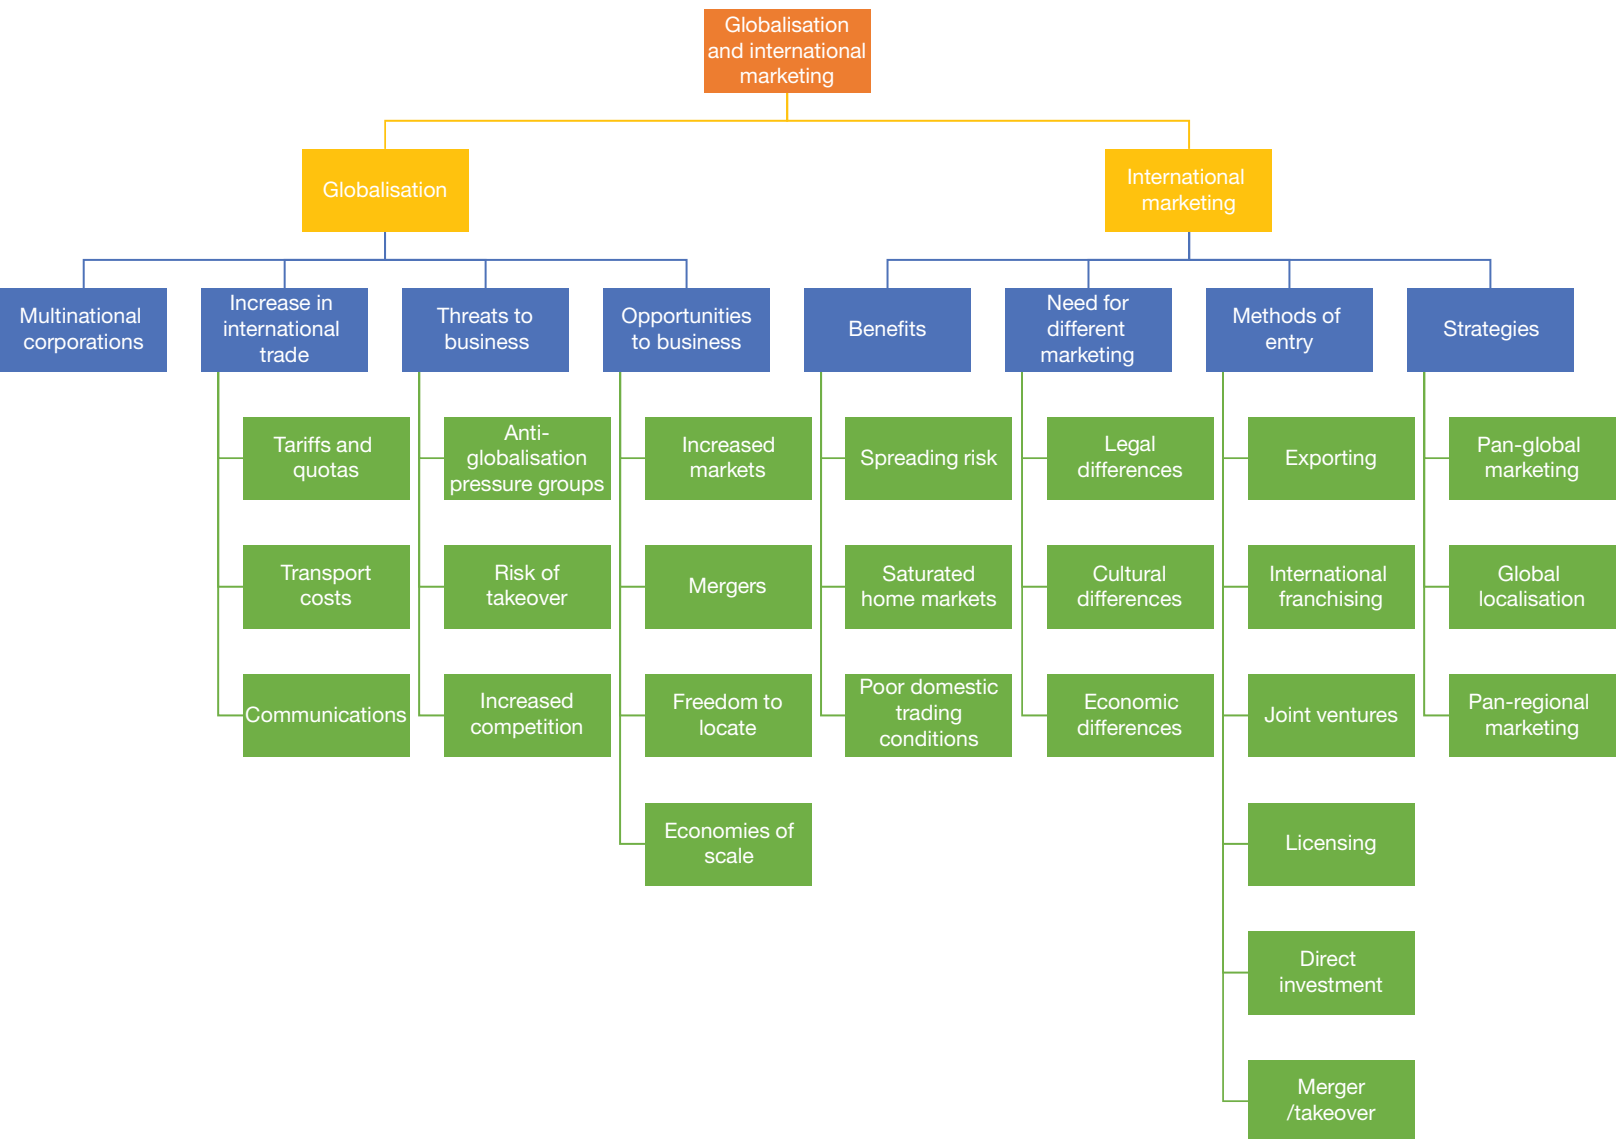 Globalisation
and international
marketing
Globalisation
International
marketing
Multinational
corporations
Increase in
international
trade
Threats to
business
Opportunities
to business
Benefits
Need for
different
marketing
Methods of
entry
Strategies
Tariffs and
quotas
Transport
costs
Communications
Anti-
globalisation
pressure groups
Risk of
takeover
Increased
competition
Increased
markets
Mergers
Freedom to
locate
Economies of
scale
Spreading risk
Saturated
home markets
Poor domestic
trading
conditions
Legal
differences
Cultural
differences
Economic
differences
Exporting
International
franchising
Joint ventures
Licensing
Direct
investment
Merger
/takeover
Pan-global
marketing
Global
localisation
Pan-regional
marketing